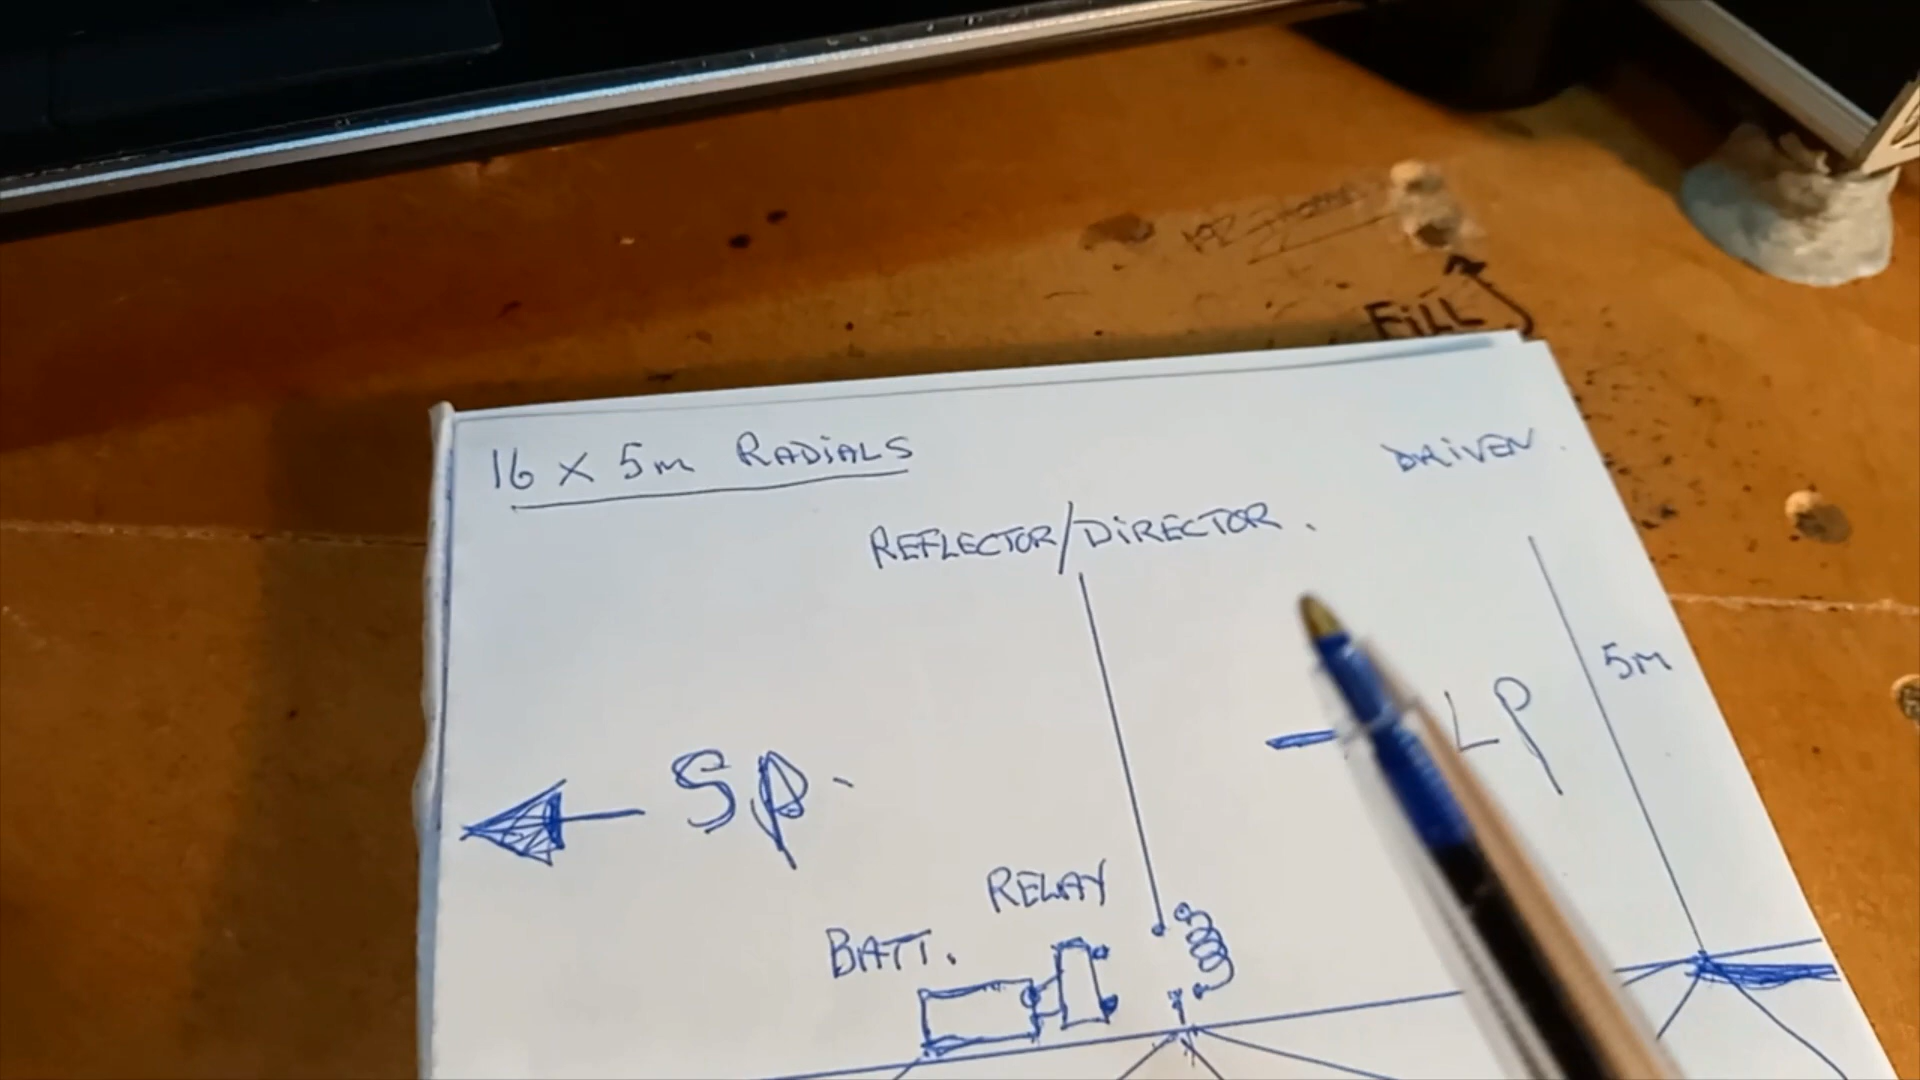 FiLL
16 X 5m RADiALS
DRiVEN.
REFLECTOR/DiRECTOR.
5m
LP
SP.
RELAY
BATT.